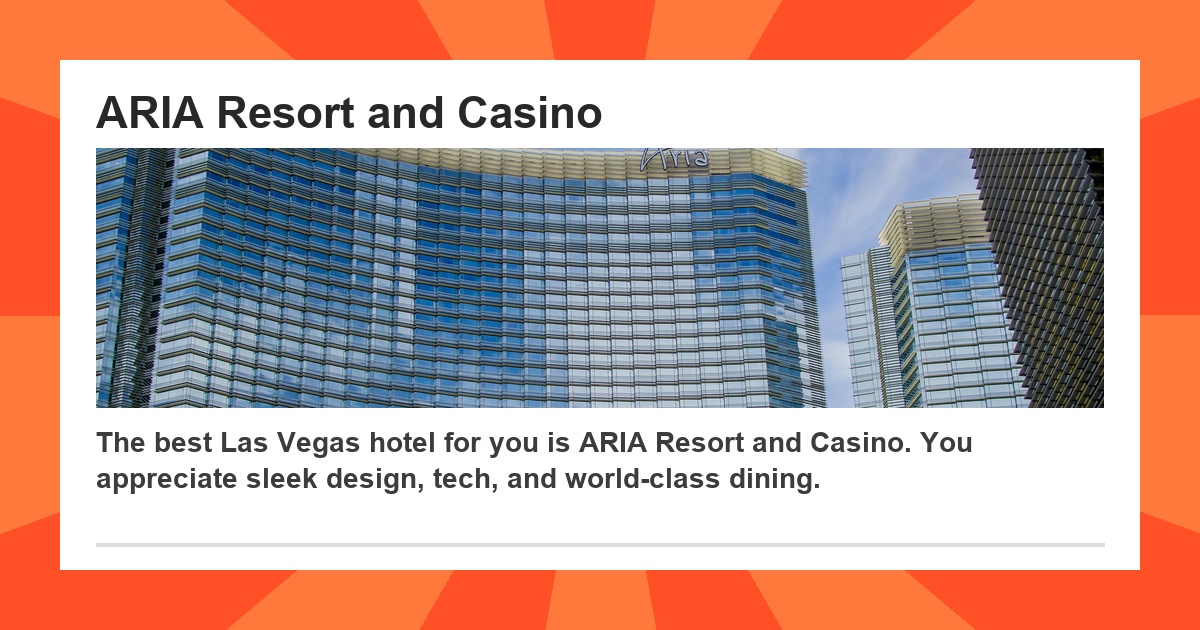 ARIA Resort and Casino
Aria
The best Las Vegas hotel for you is ARIA Resort and Casino. You
appreciate sleek design, tech, and world-class dining.